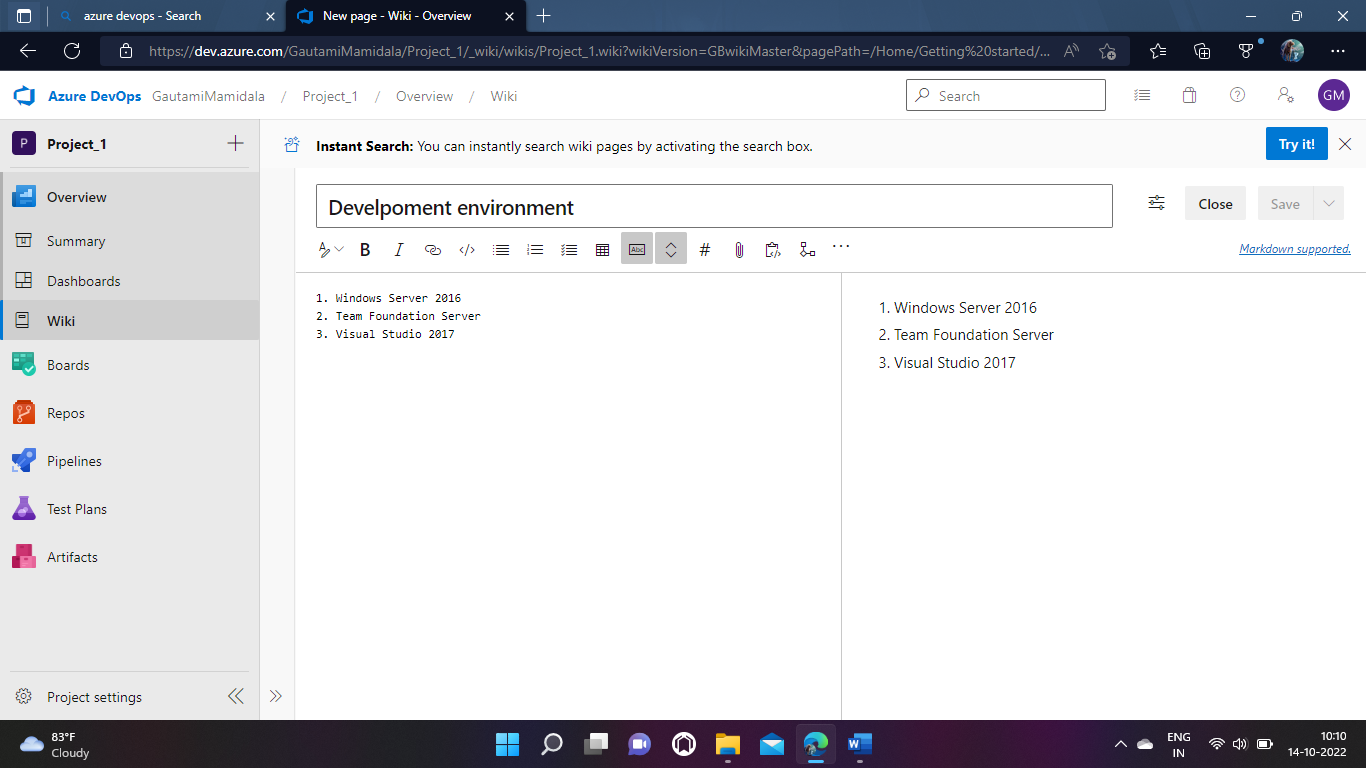 azure devops - Search
New page - Wiki - Overview
https://dev.azure.com/GautamiMamidala/Project_1/_wiki/wikis/Project_1.wiki?wikiVersion=GBwikiMaster&pagePath=/Home/Getting%20started/...
Azure DevOps GautamiMamidala / Project_1 / Overview / Wiki
Search
GM
P Project_1
Instant Search: You can instantly search wiki pages by activating the search box.
Try it!
Overview
Summary
Dashboards
Wiki
Boards
Repos
Pipelines
Test Plans
Artifacts
Project settings
Develpoment environment
Close
Save
B I </> # Abc ...
Markdown supported.
1. Windows Server 2016
2. Team Foundation Server
3. Visual Studio 2017
1. Windows Server 2016
2. Team Foundation Server
3. Visual Studio 2017
83°F
Cloudy
ENG
IN
10:10
14-10-2022